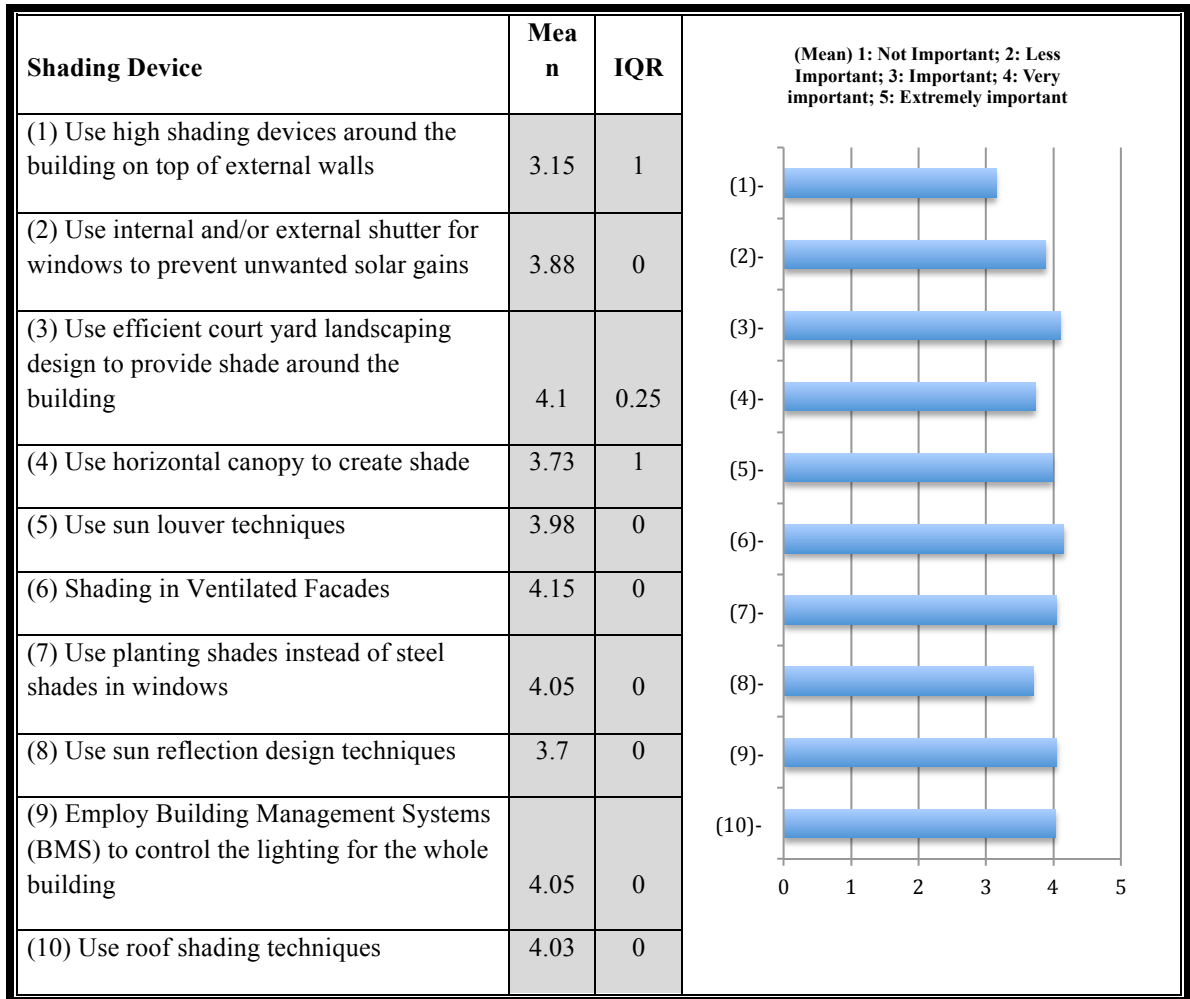 Shading Device
Mea
n
IQR
(1) Use high shading devices around the
building on top of external walls
3.15
1
(2) Use internal and/or external shutter for
windows to prevent unwanted solar gains
3.88
0
(3) Use efficient court yard landscaping
design to provide shade around the
building
4.1
0.25
(4) Use horizontal canopy to create shade
3.73
1
(5) Use sun louver techniques
3.98
0
(6) Shading in Ventilated Facades
4.15
0
(7) Use planting shades instead of steel
shades in windows
4.05
0
(8) Use sun reflection design techniques
3.7
0
(9) Employ Building Management Systems
(BMS) to control the lighting for the whole
building
4.05
0
(10) Use roof shading techniques
4.03
0
(Mean) 1: Not Important; 2: Less
Important; 3: Important; 4: Very
important; 5: Extremely important
(1)-
(2)-
(3)-
(4)-
(5)-
(6)-
(7)-
(8)-
(9)-
(10)-
0 1 2 3 4 5